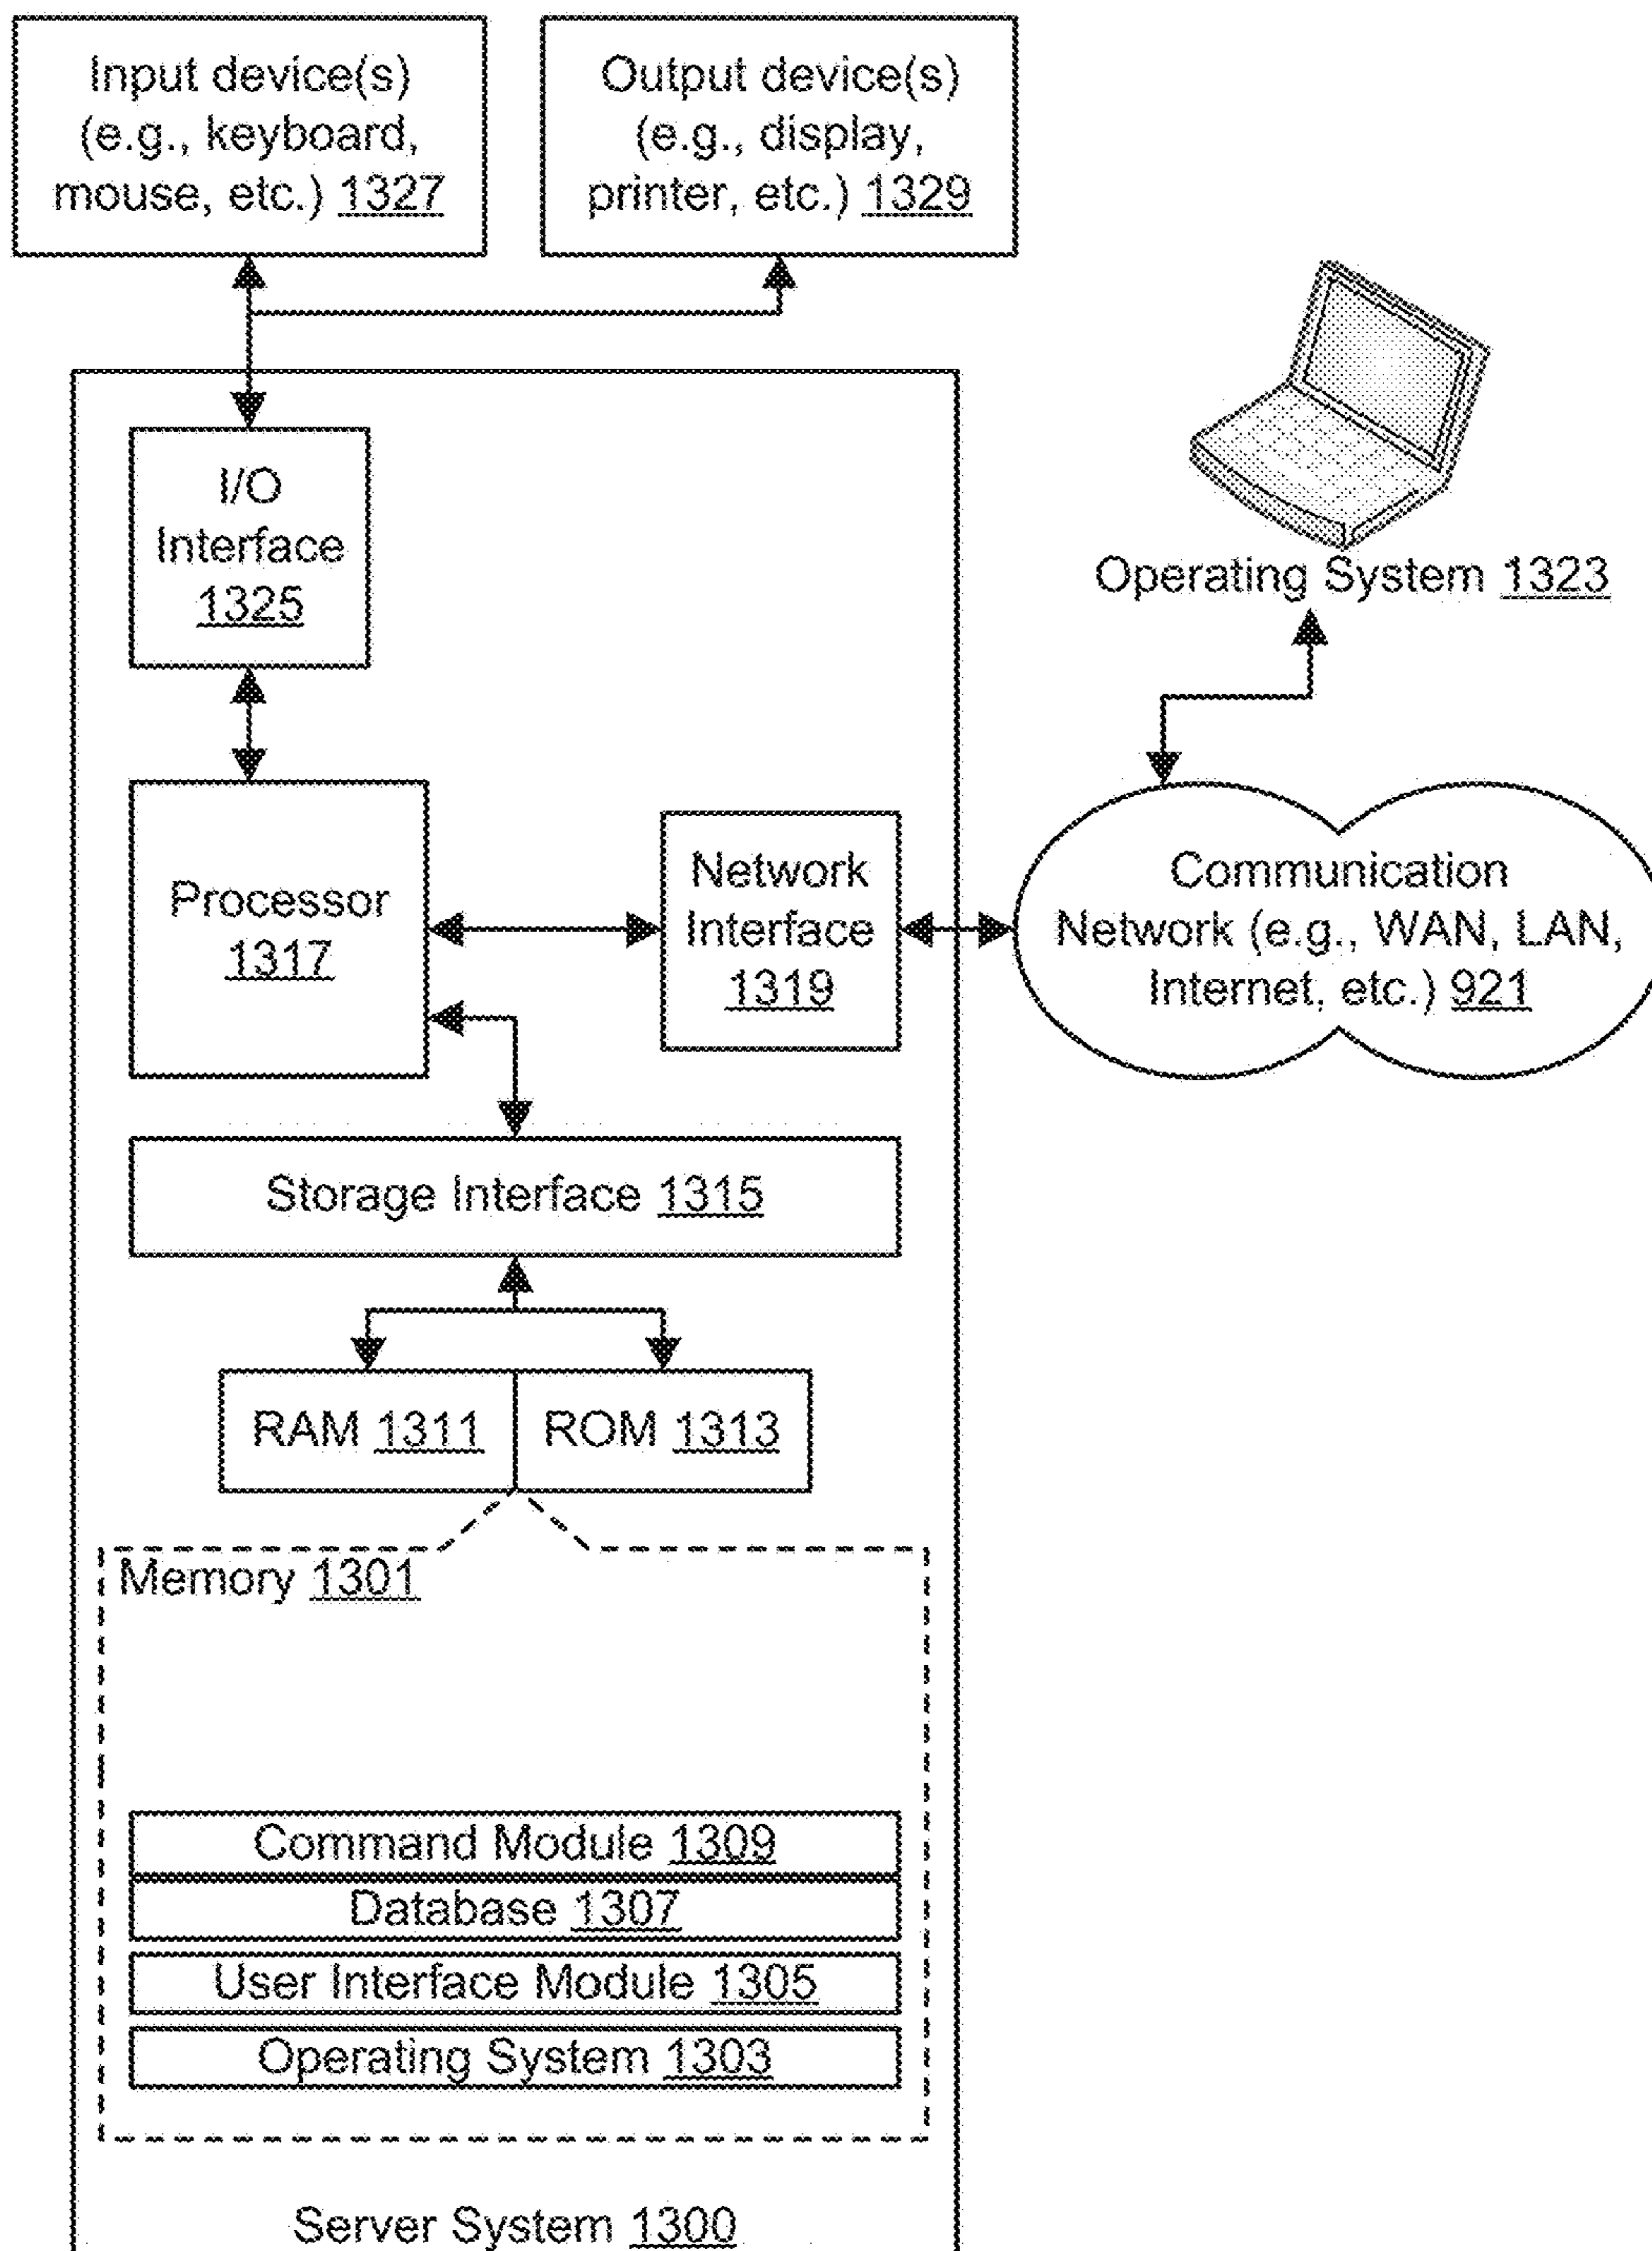 Input device(s)
(e.g., keyboard,
mouse, etc.) 1327
Output device(s)
(e.g., display,
printer, etc.) 1329
I/O
Interface
1325
Operating System 1323
Processor
1317
Network
Interface
1319
Communication
Network (e.g., WAN, LAN,
Internet, etc.) 921
Storage Interface 1315
RAM 1311
ROM 1313
Memory 1301
Command Module 1309
Database 1307
User Interface Module 1305
Operating System 1303
Server System 1300